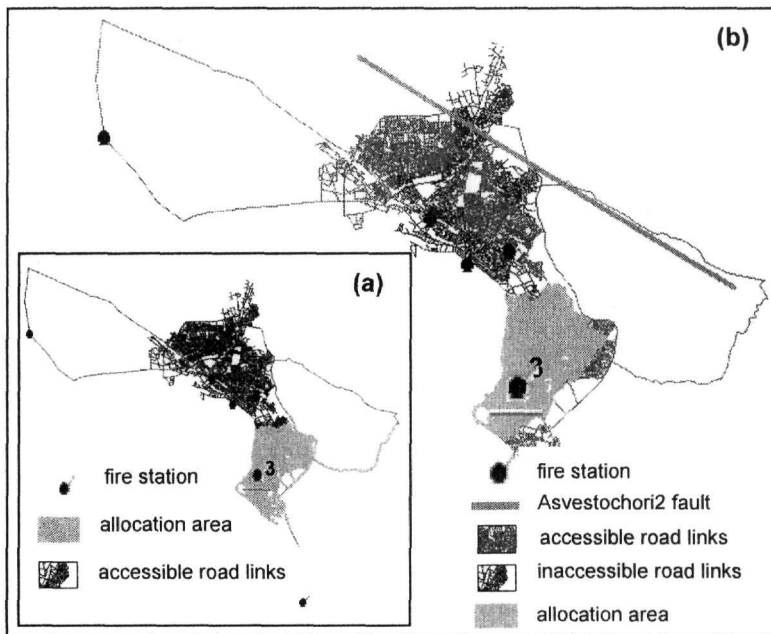 (b)
3
fire station
Asvestochori2 fault
accessible road links
inaccessible road links
allocation area
(a)
3
fire station
allocation area
accessible road links